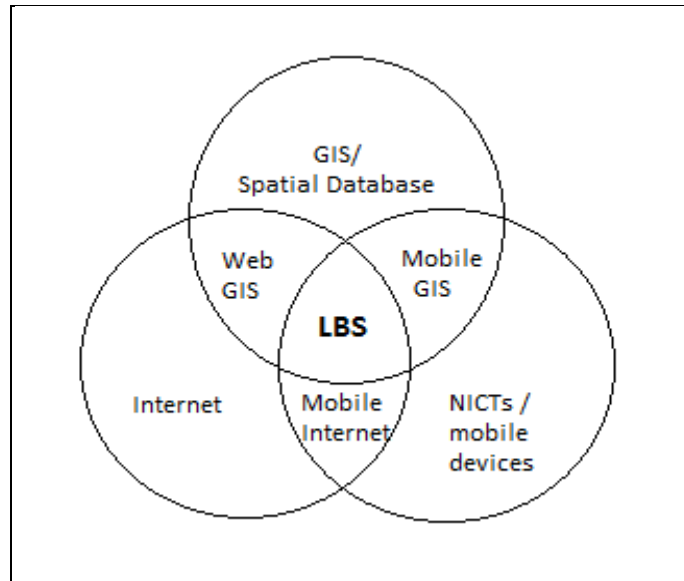 GIS/
Spatial Database
Web
GIS
Mobile
GIS
LBS
Internet
Mobile
Internet
NICTs /
mobile
devices